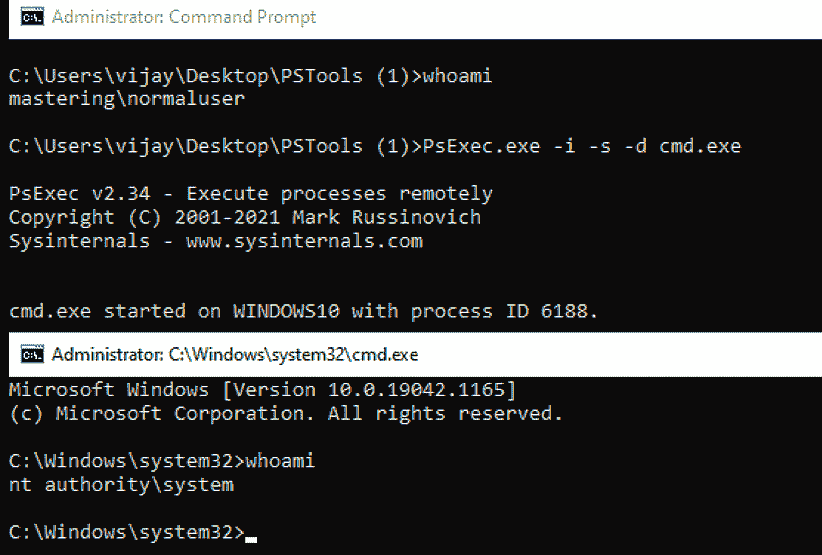 Administrator: Command Prompt
C:\Users\vijay\Desktop\PSTools (1)>whoami
mastering\normaluser
C:\Users\vijay\Desktop\PSTools (1)>PsExec.exe -i -s -d cmd.exe
PsExec v2.34 - Execute processes remotely
Copyright (C) 2001-2021 Mark Russinovich
Sysinternals - www.sysinternals.com
cmd.exe started on WINDOWS10 with process ID 6188.
Administrator: C:\Windows\system32\cmd.exe
Microsoft Windows [Version 10.0.19042.1165]
(c) Microsoft Corporation. All rights reserved.
C:\Windows\system32>whoami
nt authority\system
C:\Windows\system32>